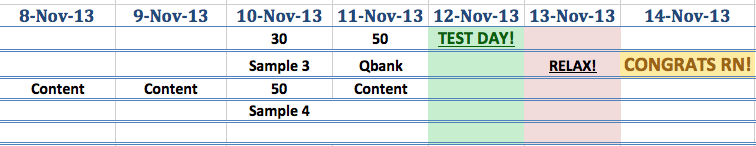 8-Nov-13 9-Nov-13 10-Nov-13 11-Nov-13 12-Nov-13 13-Nov-13 14-Nov-13
30 50 TEST DAY!
Sample 3 Qbank RELAX! CONGRATS RN!
Content Content 50 Content
Sample 4